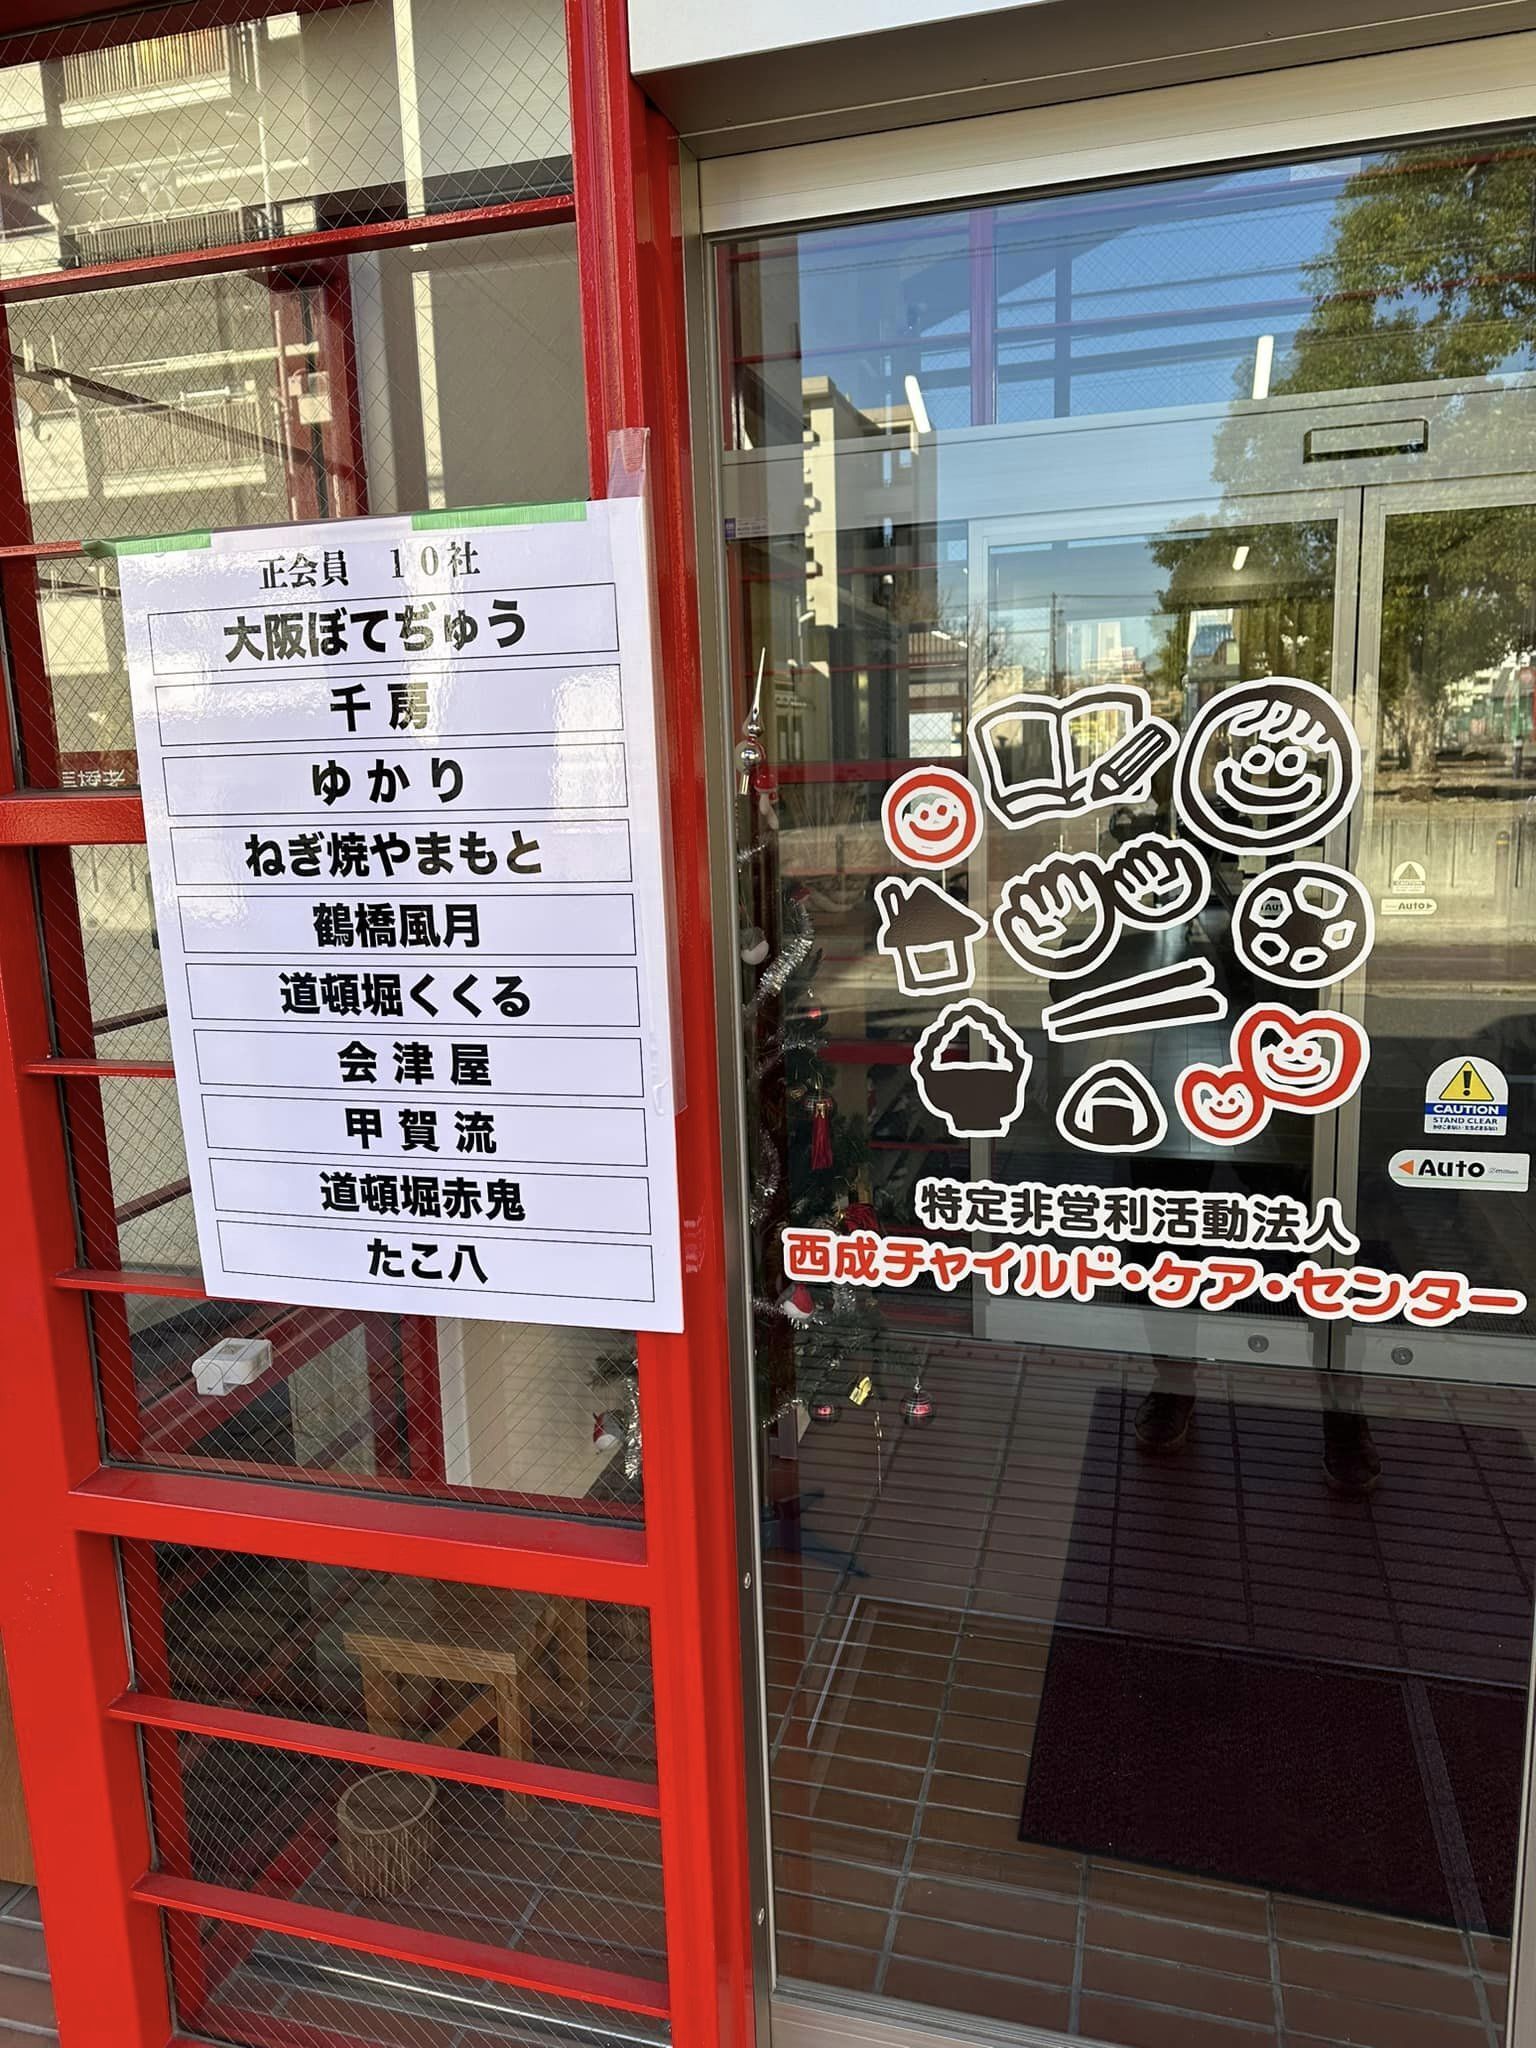 正会員　１０社
大阪ぼてぢゅう
千房
ゆかり
ねぎ焼やまもと
鶴橋風月
道頓堀くくる
会津屋
甲賀流
道頓堀赤鬼
たこ八
特定非営利活動法人
西成チャイルド・ケア・センター
CAUTION
STAND CLEAR
Auto
Auto